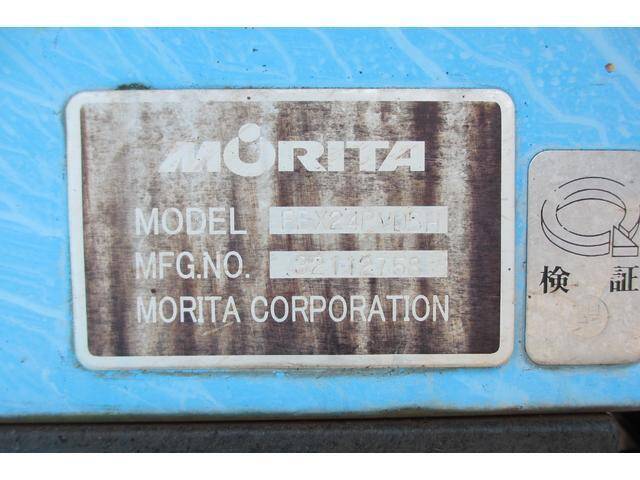 MORITA
MODEL
MFG.NO.
MORITA CORPORATION
検 証